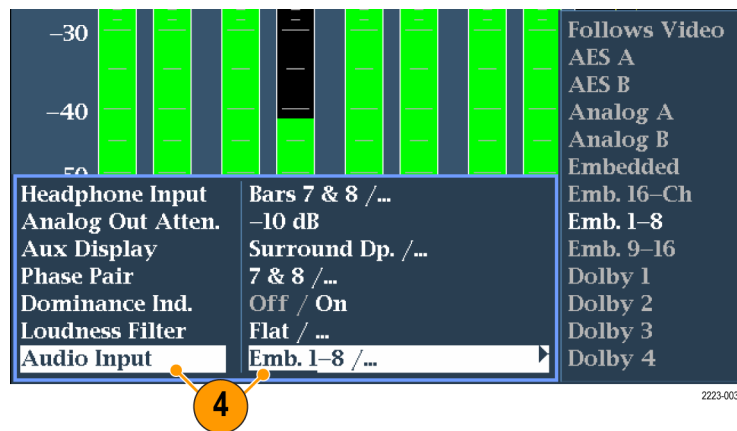 −30
−40
50
Headphone Input Bars 7 & 8 /...
Analog Out Atten. −10 dB
Aux Display Surround Dp. /...
Phase Pair 7 & 8 /...
Dominance Ind. Off / On
Loudness Filter Flat / ...
Audio Input Emb. 1–8 /...
Follows Video
AES A
AES B
Analog A
Analog B
Embedded
Emb. 16–Ch
Emb. 1–8
Emb. 9–16
Dolby 1
Dolby 2
Dolby 3
Dolby 4
4
2223-003